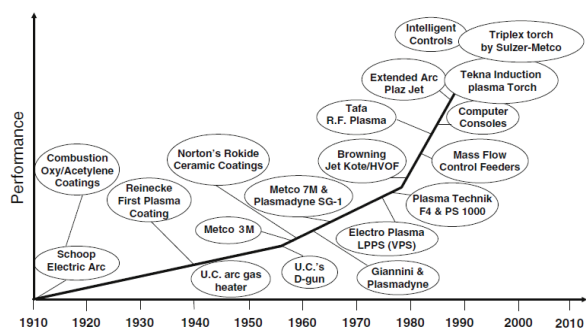 Intelligent
Controls
Triplex torch
by Sulzer-Metco
Extended Arc
Plaz Jet
Tekna Induction
plasma Torch
Tafa
R.F. Plasma
Computer
Consoles
Performance
Combustion
Oxy/Acetylene
Coatings
Norton's Rokide
Ceramic Coatings
Browning
Jet Kote/HVOF
Mass Flow
Control Feeders
Reinecke
First Plasma
Coating
Metco 7M &
Plasmadyne SG-1
Plasma Technik
F4 & PS 1000
Metco 3M
Electro Plasma
LPPS (VPS)
Schoop
Electric Arc
U.C. arc gas
heater
U.C.'s
D-gun
Giannini &
Plasmadyne
1910 1920 1930 1940 1950 1960 1970 1980 1990 2000 2010